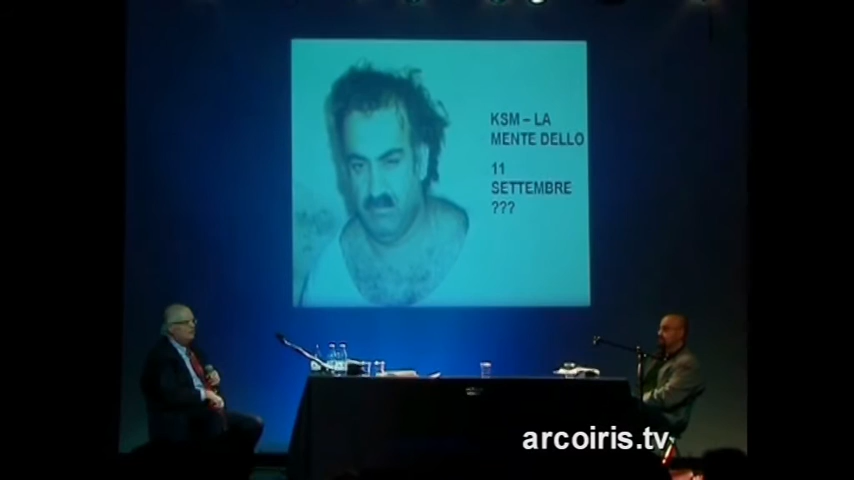 KSM – LA
MENTE DELLO
11
SETTEMBRE
???
arcoiris.tv